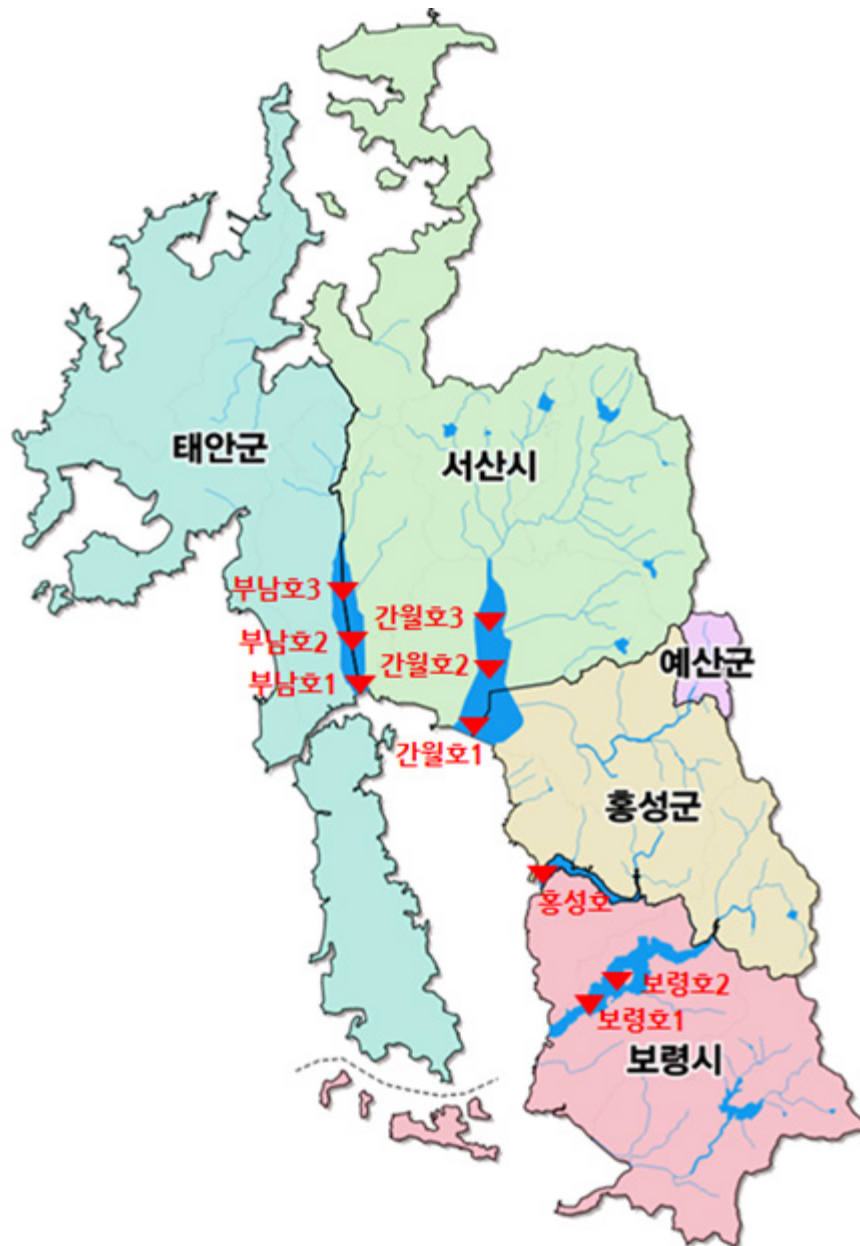 태안군
서산시
부남호3
간월호3
부남호2
간월호2
예산군
부남호1
간월호1
홍성군
홍성호
보령호2
보령호1
보령시